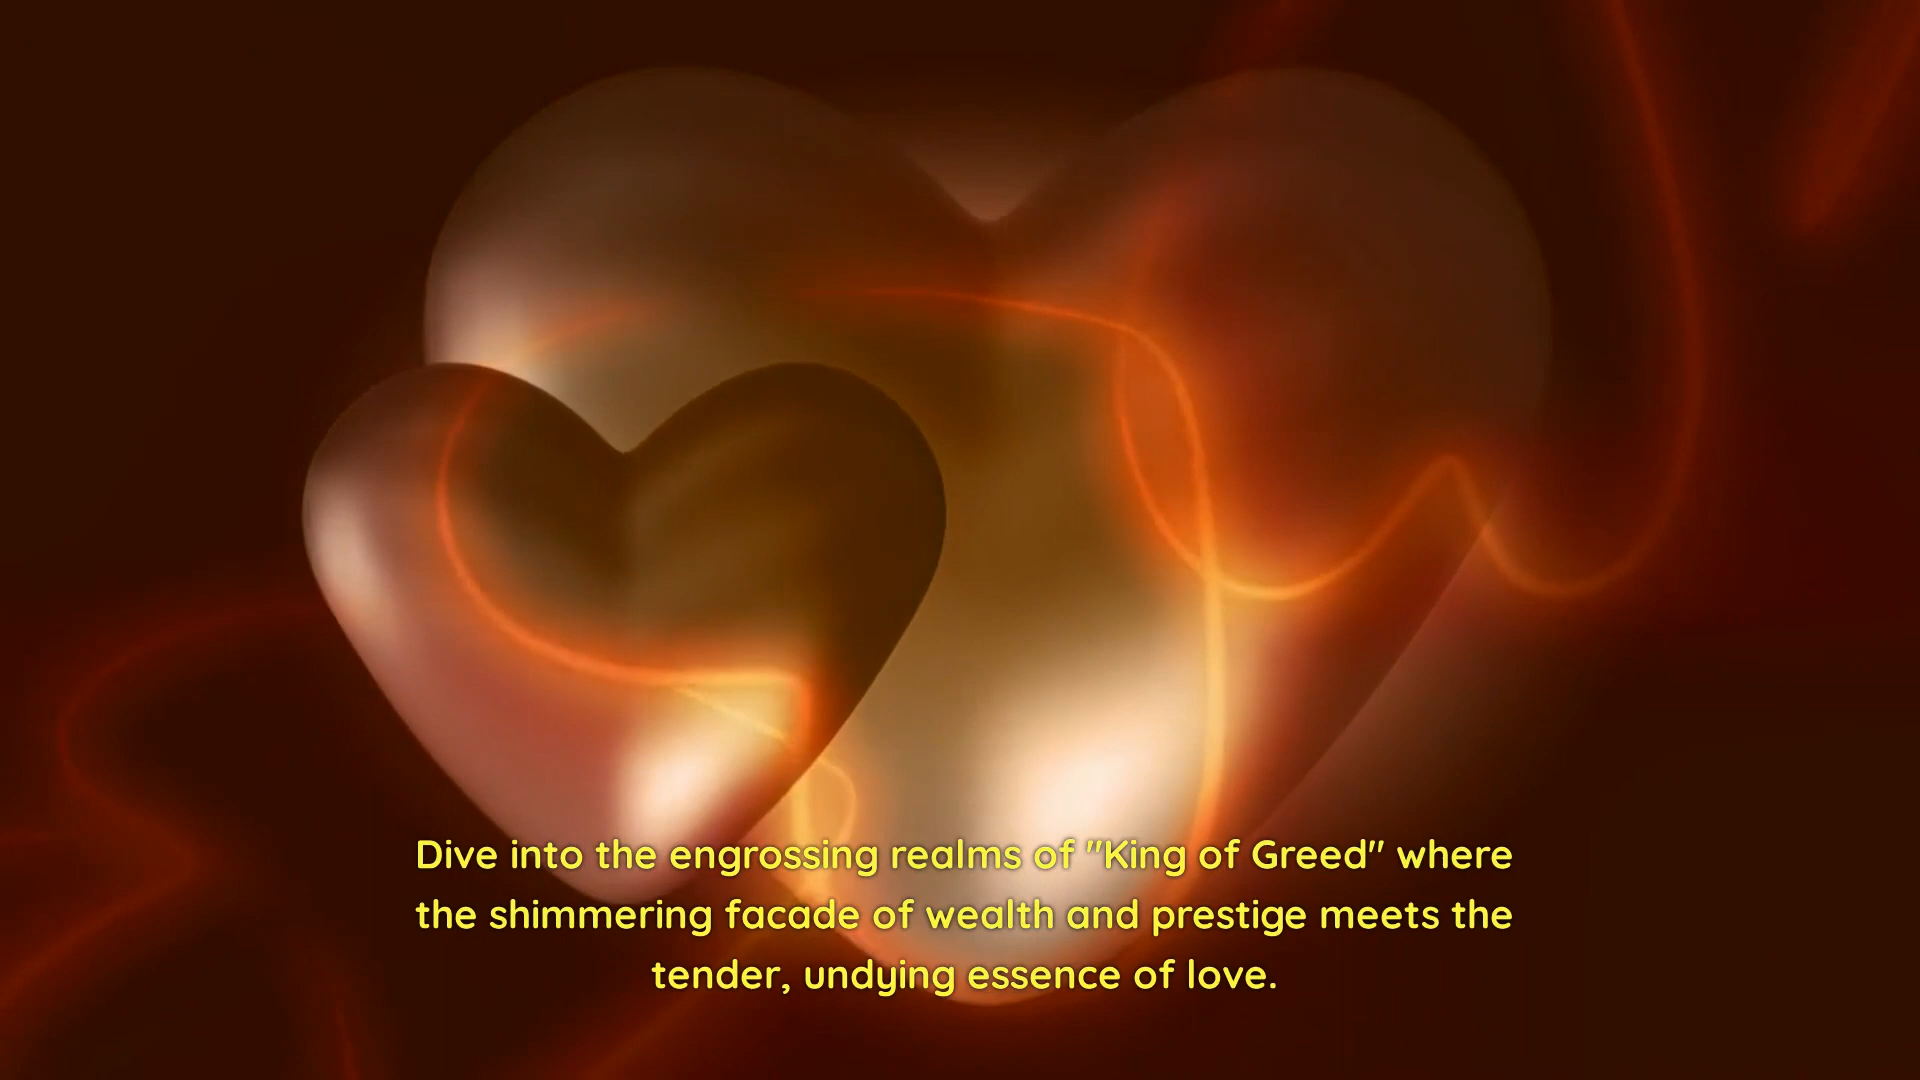 Dive into the engrossing realms of "King of Greed" where
the shimmering facade of wealth and prestige meets the
tender, undying essence of love.